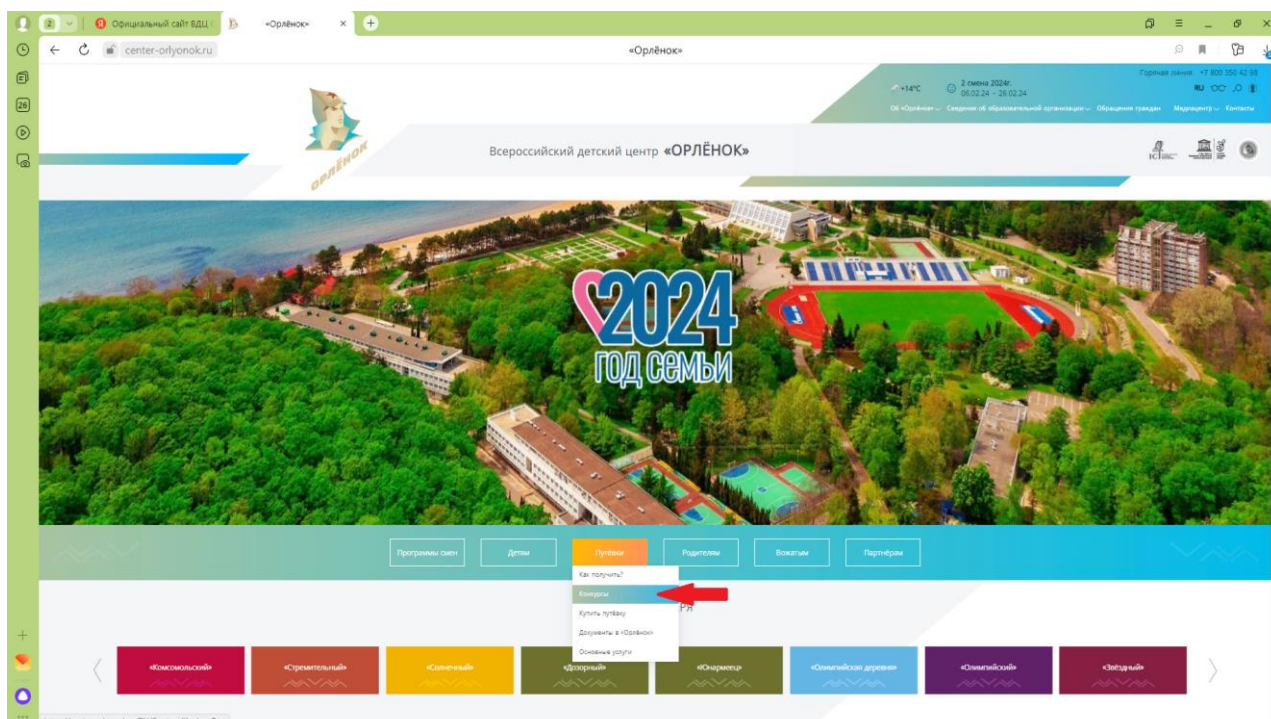 2
Официальный сайт ВДЦ
«Орлёнок»
center-orlyonok.ru
«Орлёнок»
26
Горячая линия: +7 800 350 42 98
+14°C
2 смена 2024г.
06.02.24 - 26.02.24
RU
Об «Орлёнке»
Сведения об образовательной организации
Обращения граждан
Медиацентр
Контакты
ОРЛЁНОК
Всероссийский детский центр «ОРЛЁНОК»
2024
ГОД СЕМЬИ
Программы смен
Детям
Путёвки
Родителям
Вожатым
Партнёрам
Как получить?
Конкурсы
Купить путёвку
Документы в «Орлёнок»
Основные услуги
«Комсомольский»
«Стремительный»
«Солнечный»
«Дозорный»
«Юнармеец»
«Олимпийская деревня»
«Олимпийский»
«Звёздный»